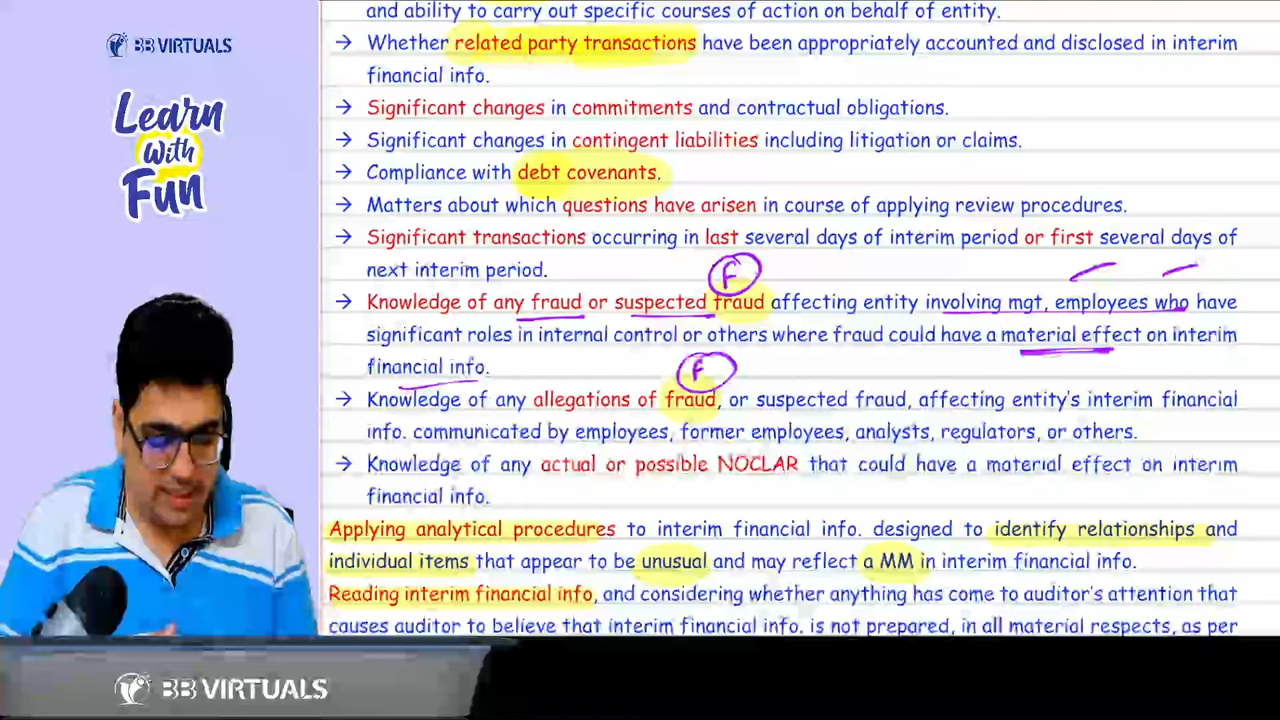 BB VIRTUALS
Learn
With
Fun
and ability to carry out specific courses of action on behalf of entity.
→ Whether related party transactions have been appropriately accounted and disclosed in interim
financial info.
→ Significant changes in commitments and contractual obligations.
→ Significant changes in contingent liabilities including litigation or claims.
→ Compliance with debt covenants.
→ Matters about which questions have arisen in course of applying review procedures.
→ Significant transactions occurring in last several days of interim period or first several days of
next interim period.
F
→ Knowledge of any fraud or suspected fraud affecting entity involving mgt, employees who have
significant roles in internal control or others where fraud could have a material effect on interim
financial info.
F
→ Knowledge of any allegations of fraud, or suspected fraud, affecting entity's interim financial
info. communicated by employees, former employees, analysts, regulators, or others.
→ Knowledge of any actual or possible NOCLAR that could have a material effect on interim
financial info.
Applying analytical procedures to interim financial info. designed to identify relationships and
individual items that appear to be unusual and may reflect a MM in interim financial info.
Reading interim financial info, and considering whether anything has come to auditor's attention that
causes auditor to believe that interim financial info. is not prepared, in all material respects, as per
BB VIRTUALS